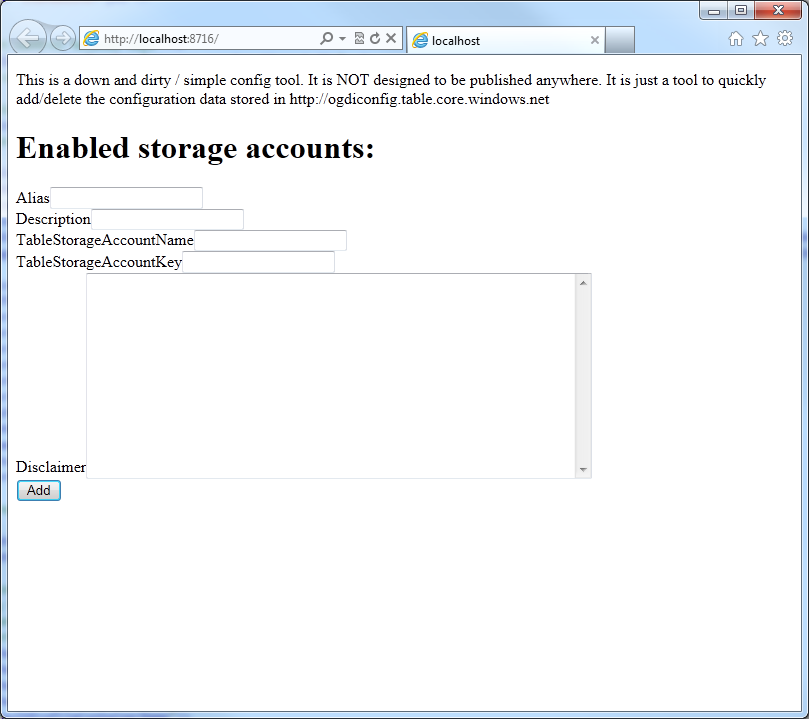 http://localhost:8716/
localhost
This is a down and dirty / simple config tool. It is NOT designed to be published anywhere. It is just a tool to quickly
add/delete the configuration data stored in http://ogdiconfig.table.core.windows.net
Enabled storage accounts:
Alias
Description
TableStorageAccountName
TableStorageAccountKey
Disclaimer
Add